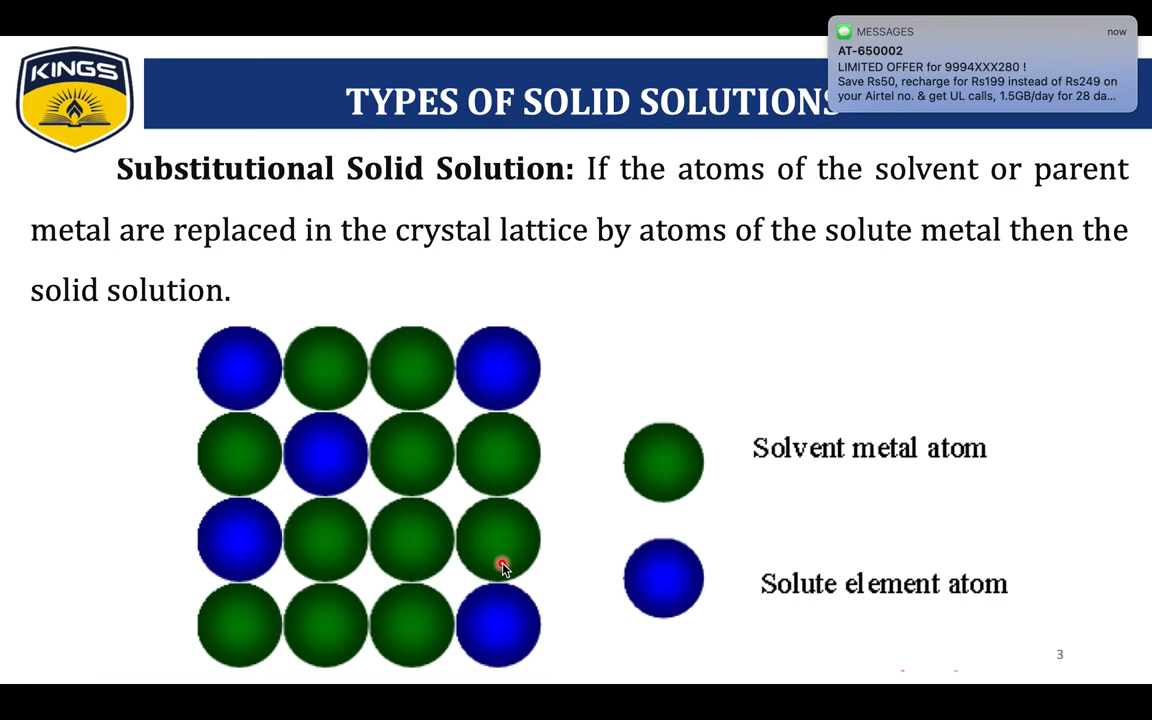 MESSAGES
now
AT-650002
LIMITED OFFER for 9994XXX280 !
Save Rs50, recharge for Rs199 instead of Rs249 on
your Airtel no. & get UL calls, 1.5GB/day for 28 da...
KINGS
TYPES OF SOLID SOLUTIONS
Substitutional Solid Solution: If the atoms of the solvent or parent
metal are replaced in the crystal lattice by atoms of the solute metal then the
solid solution.
Solvent metal atom
Solute element atom
3